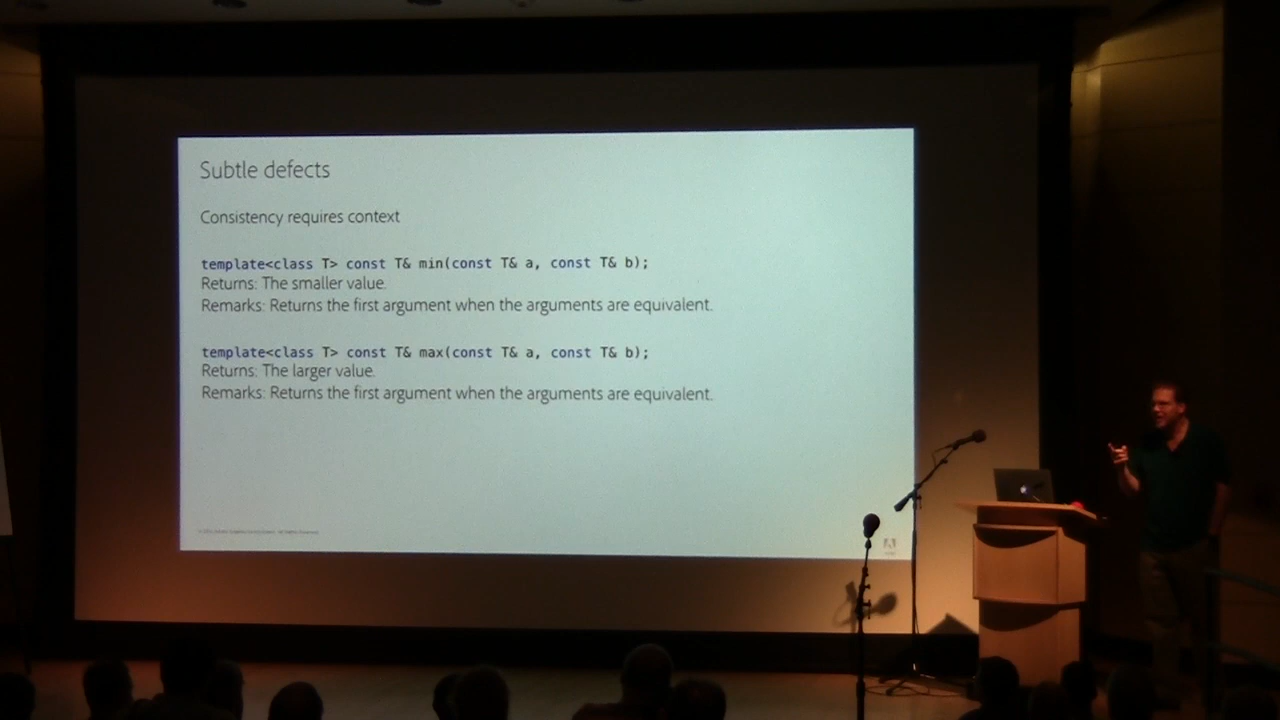 Subtle defects
Consistency requires context
template<class T> const T& min(const T& a, const T& b);
Returns: The smaller value.
Remarks: Returns the first argument when the arguments are equivalent.
template<class T> const T& max(const T& a, const T& b);
Returns: The larger value.
Remarks: Returns the first argument when the arguments are equivalent.